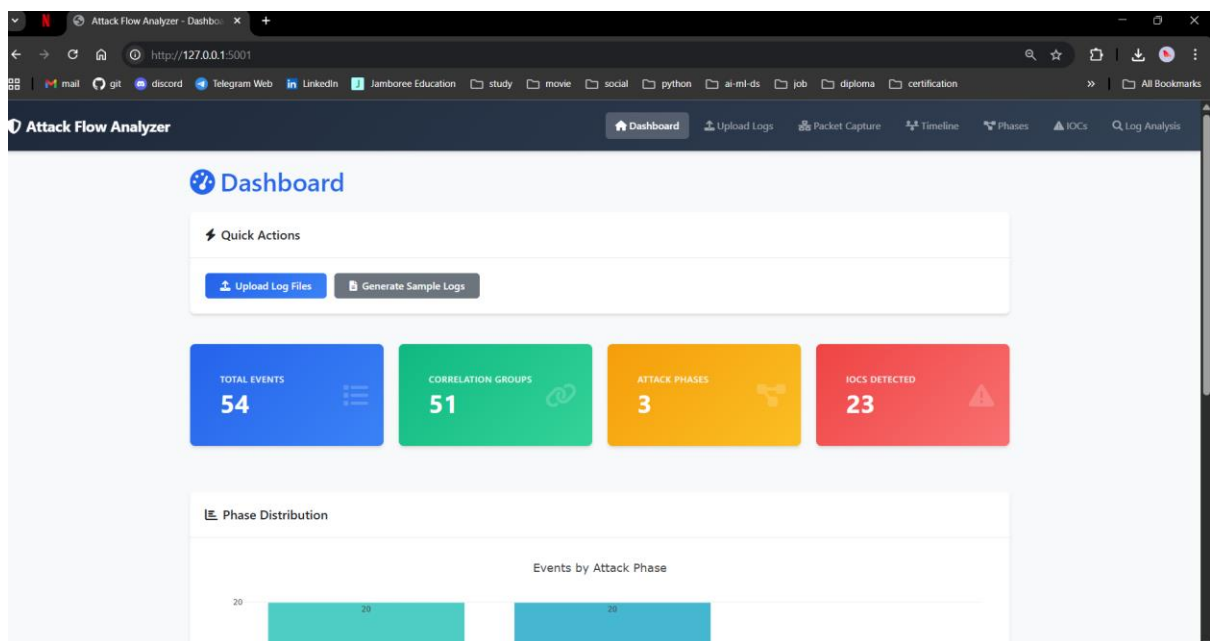 Attack Flow Analyzer - Dashboa
http://127.0.0.1:5001
mail git discord Telegram Web LinkedIn Jamboree Education study movie social python ai-ml-ds job diploma certification » All Bookmarks
Attack Flow Analyzer Dashboard Upload Logs Packet Capture Timeline Phases IOCs Log Analysis
Dashboard
Quick Actions
Upload Log Files Generate Sample Logs
TOTAL EVENTS CORRELATION GROUPS ATTACK PHASES IOCS DETECTED
54 51 3 23
Phase Distribution
Events by Attack Phase
20 20 20